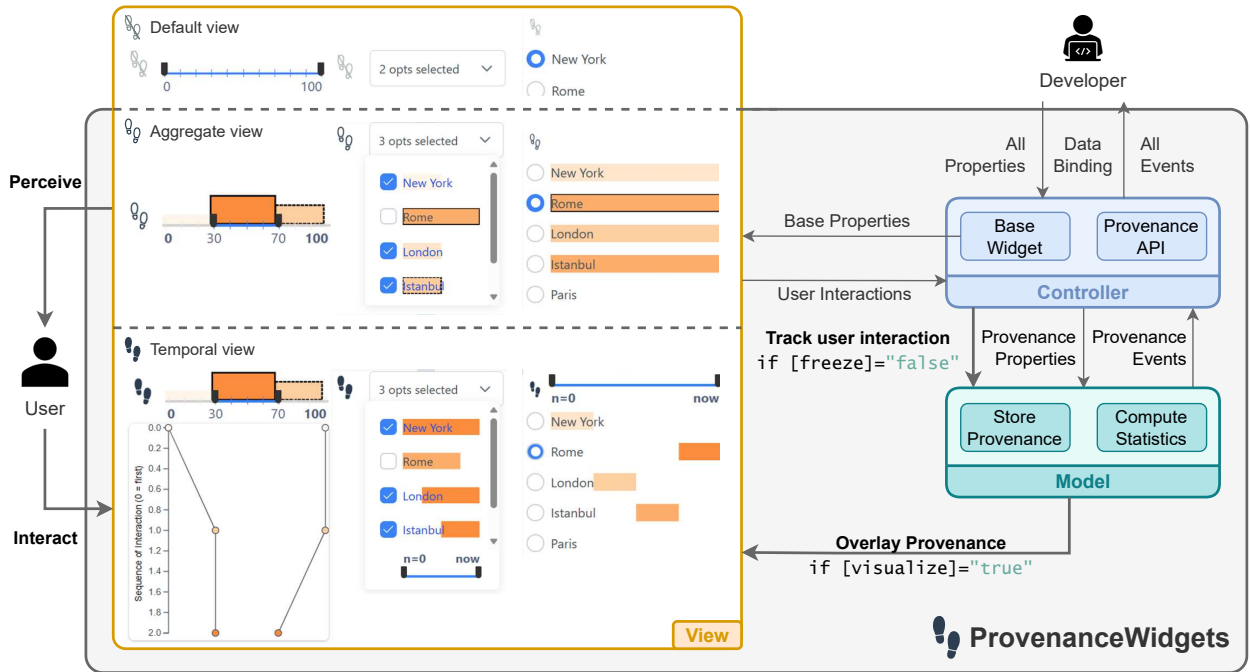 Default view
0
100
2 opts selected
New York
Rome
Aggregate view
0
30
70
100
3 opts selected
New York
Rome
London
Istanbul
New York
Rome
London
Istanbul
Paris
Temporal view
0
30
70
100
0.0
0.2
0.4
0.6
0.8
1.0
1.2
1.4
1.6
1.8
2.0
Sequence of Interaction (0 = first)
3 opts selected
New York
Rome
London
Istanbul
n=0 now
n=0 now
New York
Rome
London
Istanbul
Paris
View
Perceive
User
Interact
Developer
All
Properties
Data
Binding
All
Events
Base Properties
User Interactions
Base
Widget
Provenance
API
Controller
Track user interaction
if [freeze]="false"
Provenance
Properties
Provenance
Events
Store
Provenance
Compute
Statistics
Model
Overlay Provenance
if [visualize]="true"
ProvenanceWidgets